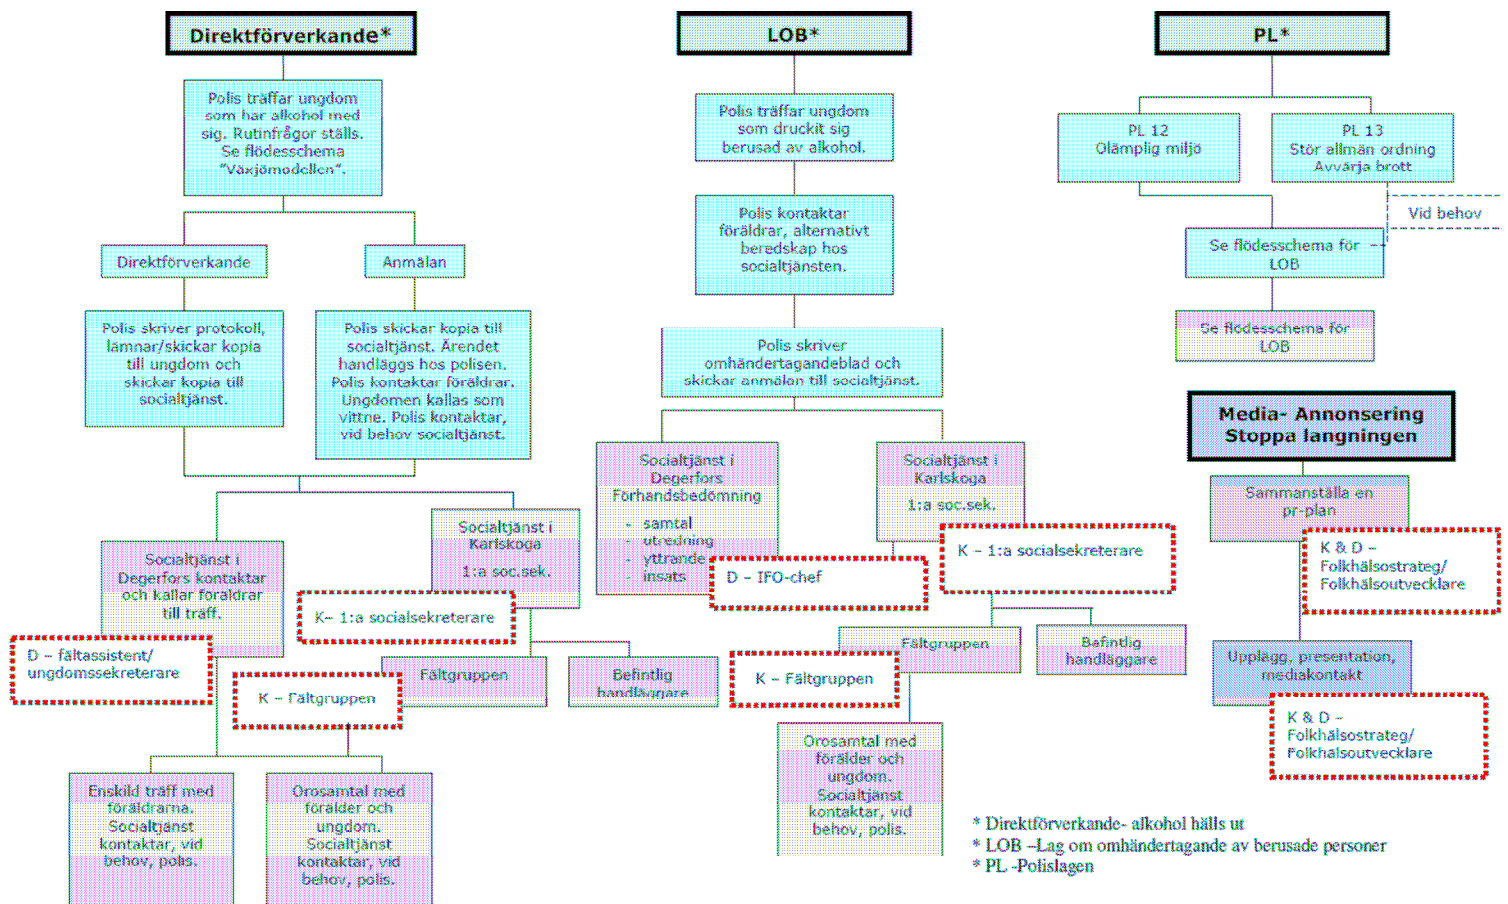 Direktförverkande*
Polis träffar ungdom
som har alkohol med
sig. Rutinfrågor ställs.
Se flödesschema
"Växjömodellen".
Direktförverkande
Anmälan
Polis skriver protokoll,
lämnar/skickar kopia
till ungdom och
skickar kopia till
socialtjänst.
Polis skickar kopia till
socialtjänst. Ärendet
handläggs hos polisen.
Polis kontaktar föräldrar.
Ungdomen kallas som
vittne. Polis kontaktar,
vid behov socialtjänst.
Socialtjänst i
Degerfors kontaktar
och kallar föräldrar
till träff.
D – fältassistent/
ungdomssekreterare
Socialtjänst i
Karlskoga
1:a soc.sek.
K– 1:a socialsekreterare
K – Fältgruppen
Fältgruppen
Befintlig
handläggare
Enskild träff med
föräldrarna.
Socialtjänst
kontaktar, vid
behov, polis.
Orosamtal med
förälder och
ungdom.
Socialtjänst
kontaktar, vid
behov, polis.
LOB*
Polis träffar ungdom
som druckit sig
berusad av alkohol.
Polis kontaktar
föräldrar, alternativt
beredskap hos
socialtjänsten.
Polis skriver
omhändertagandeblad och
skickar anmälan till socialtjänst.
Socialtjänst i
Degerfors
Förhandsbedömning
- samtal
- utredning
- yttrande
- insats
D – IFO-chef
Socialtjänst i
Karlskoga
1:a soc.sek.
K – 1:a socialsekreterare
Fältgruppen
K – Fältgruppen
Befintlig
handläggare
Orosamtal med
förälder och
ungdom.
Socialtjänst
kontaktar, vid
behov, polis.
PL*
PL 12
Olämplig miljö
PL 13
Stör allmän ordning
Avvärja brott
Vid behov
Se flödesschema för
LOB
Se flödesschema för
LOB
Media- Annonsering
Stoppa langningen
Sammanställa en
pr-plan
K & D –
Folkhälsostrateg/
Folkhälsoutvecklare
Upplägg, presentation,
mediakontakt
K & D –
Folkhälsostrateg/
Folkhälsoutvecklare
* Direktförverkande- alkohol hälls ut
* LOB –Lag om omhändertagande av berusade personer
* PL -Polislagen